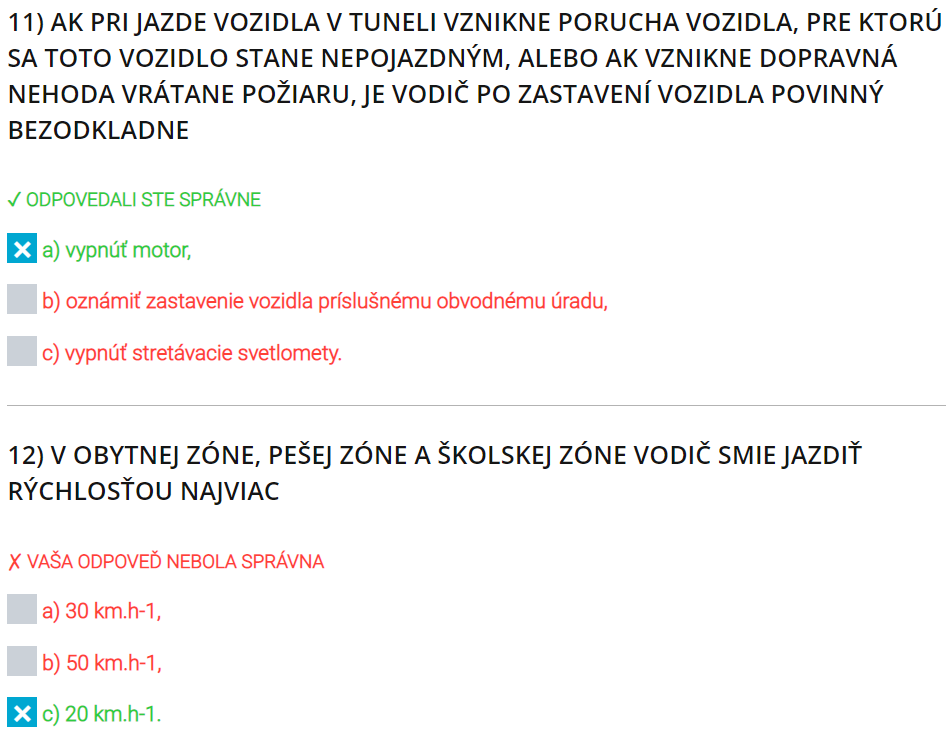 11) AK PRI JAZDE VOZIDLA V TUNELI VZNIKNE PORUCHA VOZIDLA, PRE KTORÚ
SA TOTO VOZIDLO STANE NEPOJAZDNÝM, ALEBO AK VZNIKNE DOPRAVNÁ
NEHODA VRÁTANE POŽIARU, JE VODIČ PO ZASTAVENÍ VOZIDLA POVINNÝ
BEZODKLADNE
✓ ODPOVEDALI STE SPRÁVNE
a) vypnúť motor,
b) oznámiť zastavenie vozidla príslušnému obvodnému úradu,
c) vypnúť stretávacie svetlomety.
12) V OBYTNEJ ZÓNE, PEŠEJ ZÓNE A ŠKOLSKEJ ZÓNE VODIČ SMIE JAZDIŤ
RÝCHLOSŤOU NAJVIAC
✗ VAŠA ODPOVEĎ NEBOLA SPRÁVNA
a) 30 km.h-1,
b) 50 km.h-1,
c) 20 km.h-1.